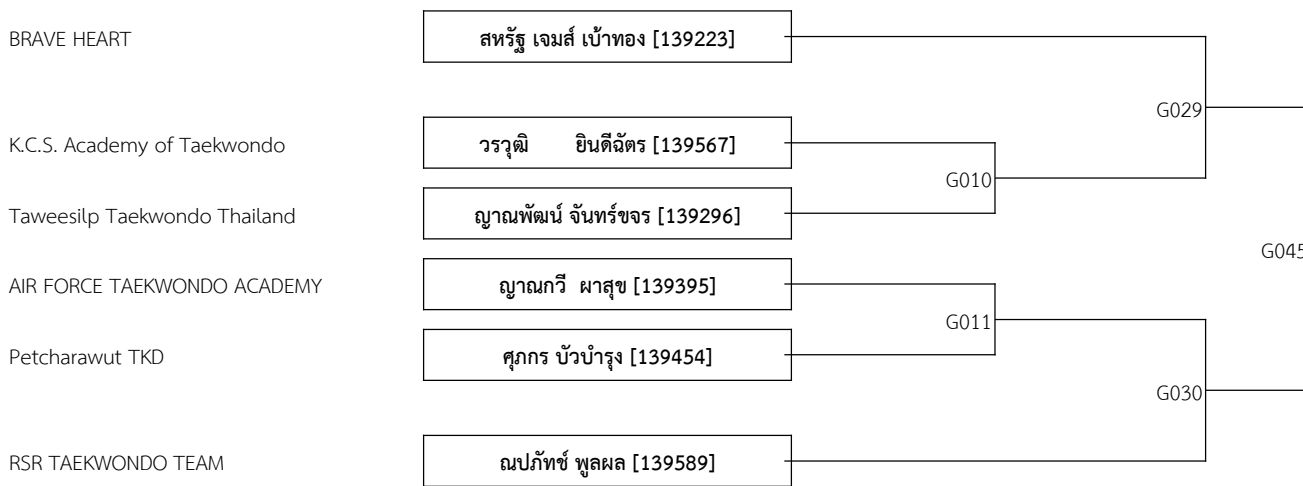 BRAVE HEART สหรัฐ เจมส์ เบ้าทอง [139223]
G029
K.C.S. Academy of Taekwondo วรวุฒิ ยินดีฉัตร [139567]
G010
Taweesilp Taekwondo Thailand ญาณพัฒน์ จันทร์ขจร [139296]
G045
AIR FORCE TAEKWONDO ACADEMY ญาณกวี ผาสุข [139395]
G011
Petcharawut TKD ศุภกร บัวบำรุง [139454]
G030
RSR TAEKWONDO TEAM ณปภัทช์ พูลผล [139589]